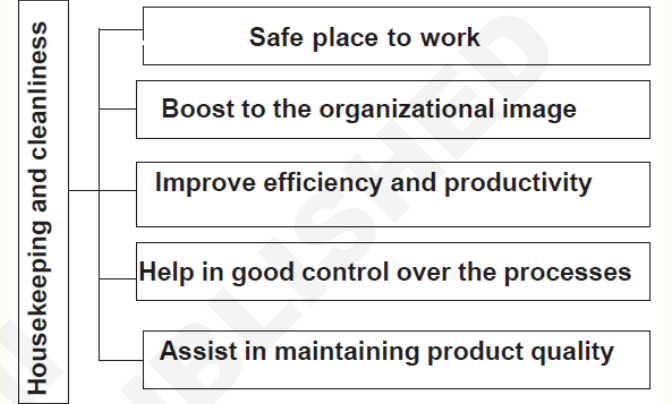 Housekeeping and cleanliness
Safe place to work
Boost to the organizational image
Improve efficiency and productivity
Help in good control over the processes
Assist in maintaining product quality
BLISHED